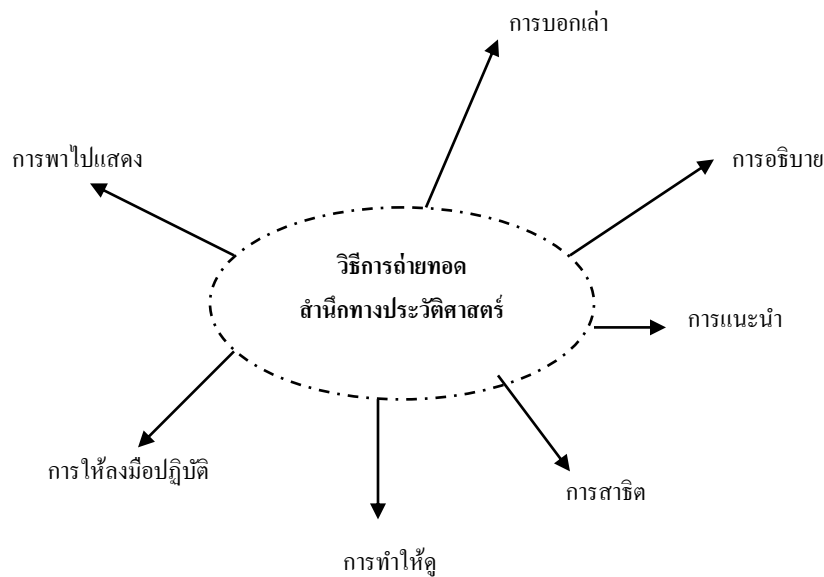 การบอกเล่า
การพาไปแสดง
การอธิบาย
วิธีการถ่ายทอด
สำนึกทางประวัติศาสตร์
การแนะนำ
การให้ลงมือปฏิบัติ
การสาธิต
การทำให้ดู